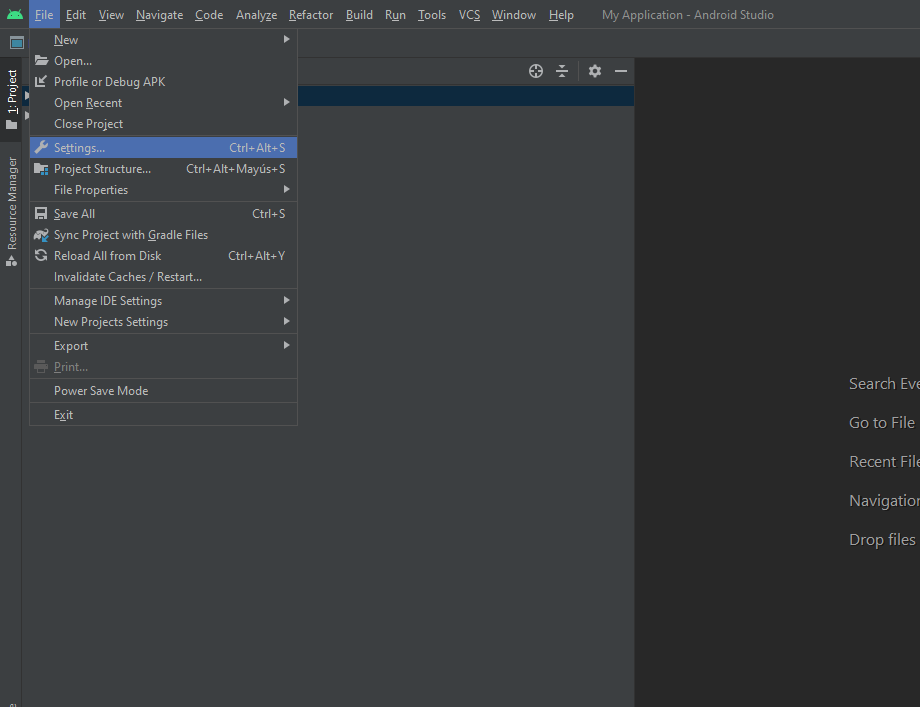 File Edit View Navigate Code Analyze Refactor Build Run Tools VCS Window Help My Application - Android Studio
New
Open...
Profile or Debug APK
Open Recent
Close Project
Settings... Ctrl+Alt+S
Project Structure... Ctrl+Alt+Mayús+S
File Properties
Save All Ctrl+S
Sync Project with Gradle Files
Reload All from Disk Ctrl+Alt+Y
Invalidate Caches / Restart...
Manage IDE Settings
New Projects Settings
Export
Print...
Power Save Mode
Exit
1: Project
Resource Manager
Search Eve
Go to File
Recent File
Navigation
Drop files